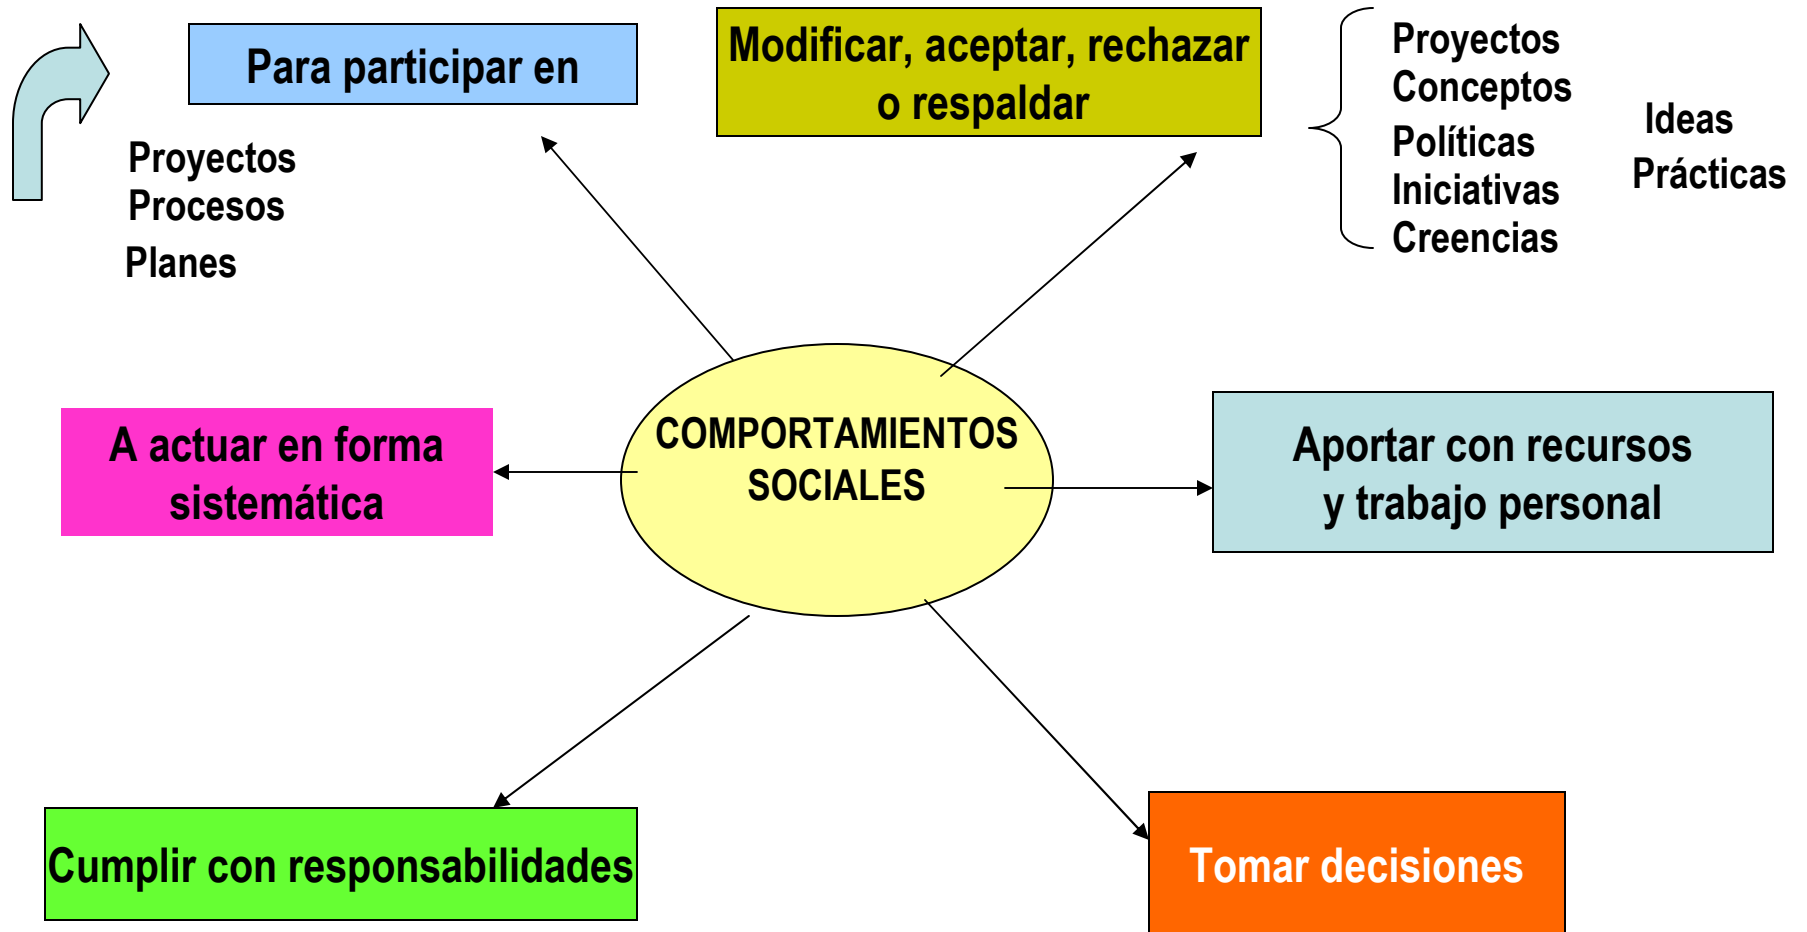 Para participar en
Proyectos
Procesos
Planes
Modificar, aceptar, rechazar
o respaldar
Proyectos
Conceptos
Políticas
Iniciativas
Creencias
Ideas
Prácticas
COMPORTAMIENTOS
SOCIALES
A actuar en forma
sistemática
Aportar con recursos
y trabajo personal
Cumplir con responsabilidades
Tomar decisiones